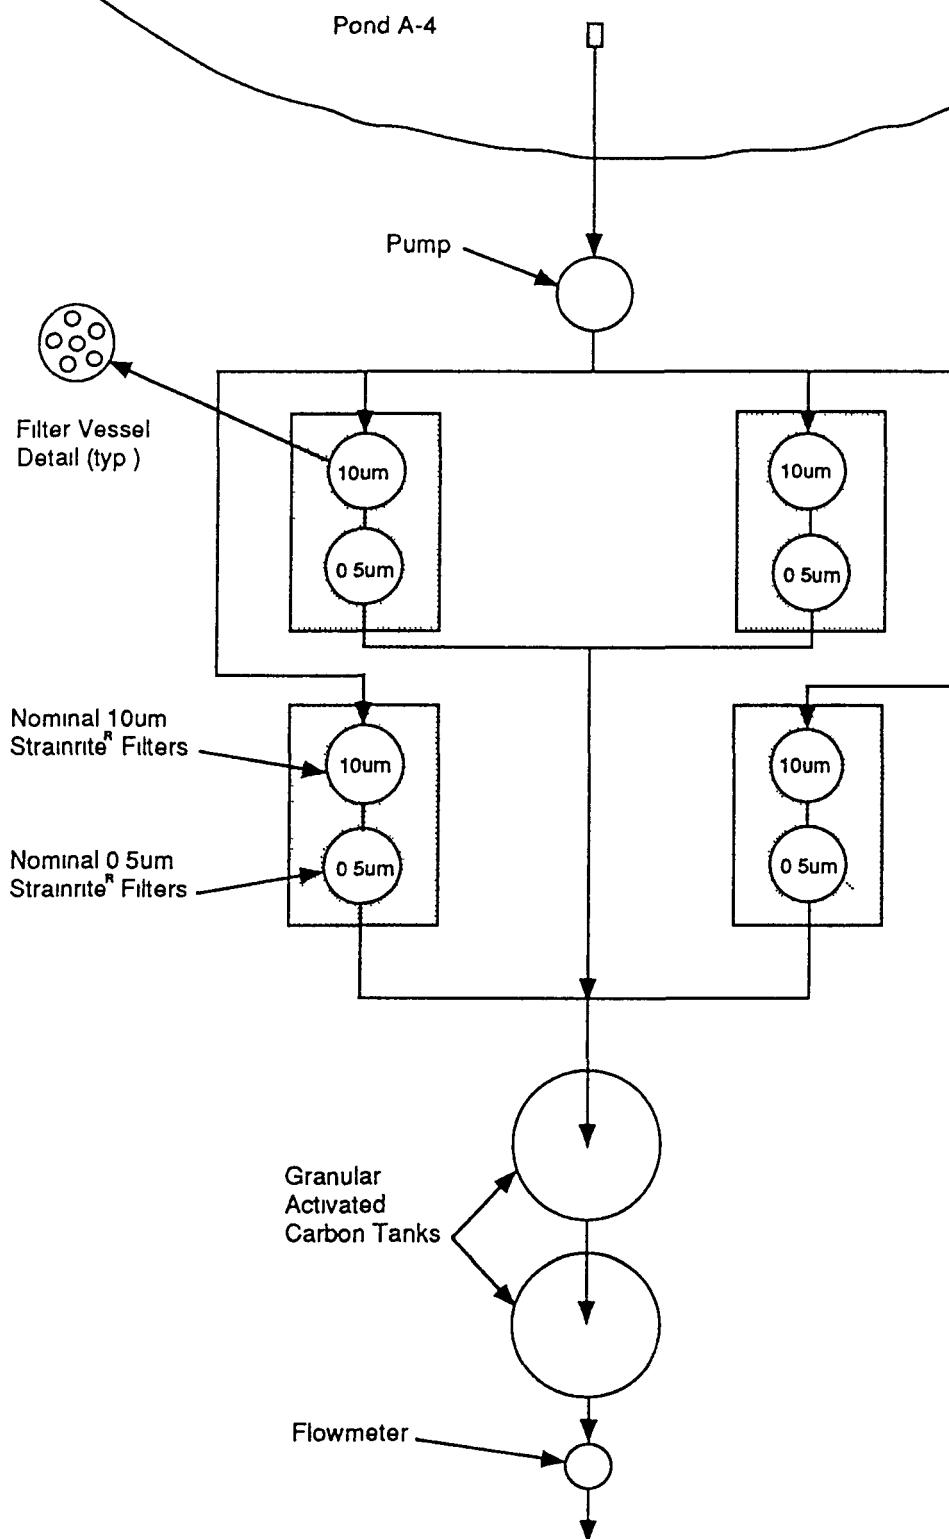 Pond A-4
Pump
Filter Vessel
Detail (typ )
10um
10um
0 5um
0 5um
Nominal 10um
Strainrite^R Filters
10um
10um
Nominal 0 5um
Strainrite^R Filters
0 5um
0 5um
Granular
Activated
Carbon Tanks
Flowmeter